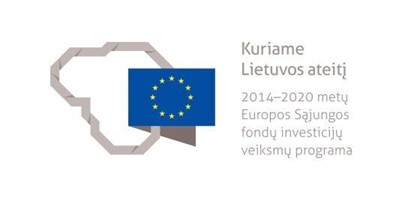 Kuriame
Lietuvos ateitį
2014–2020 metų
Europos Sąjungos
fondų investicijų
veiksmų programa